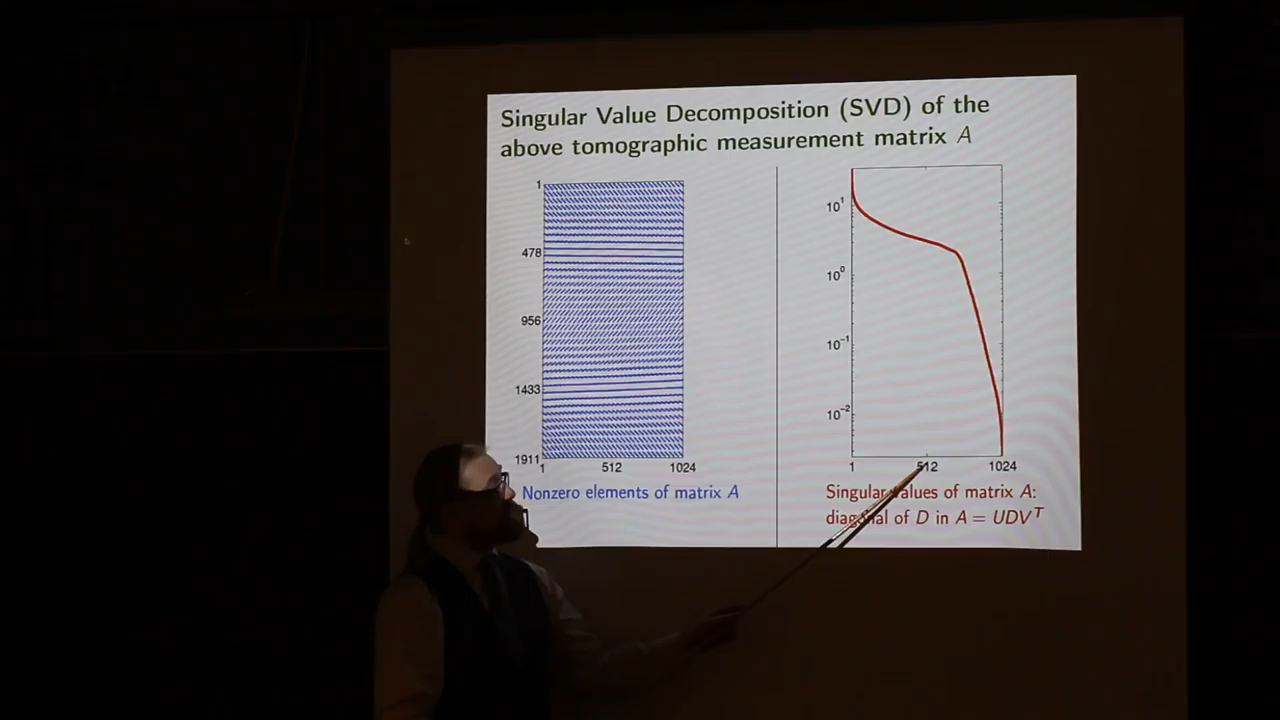 Singular Value Decomposition (SVD) of the
above tomographic measurement matrix A
1
478
956
1433
1911
1 512 1024
Nonzero elements of matrix A
10¹
10⁰
10⁻¹
10⁻²
1 512 1024
Singular values of matrix A:
diagonal of D in A = UDVᵀ